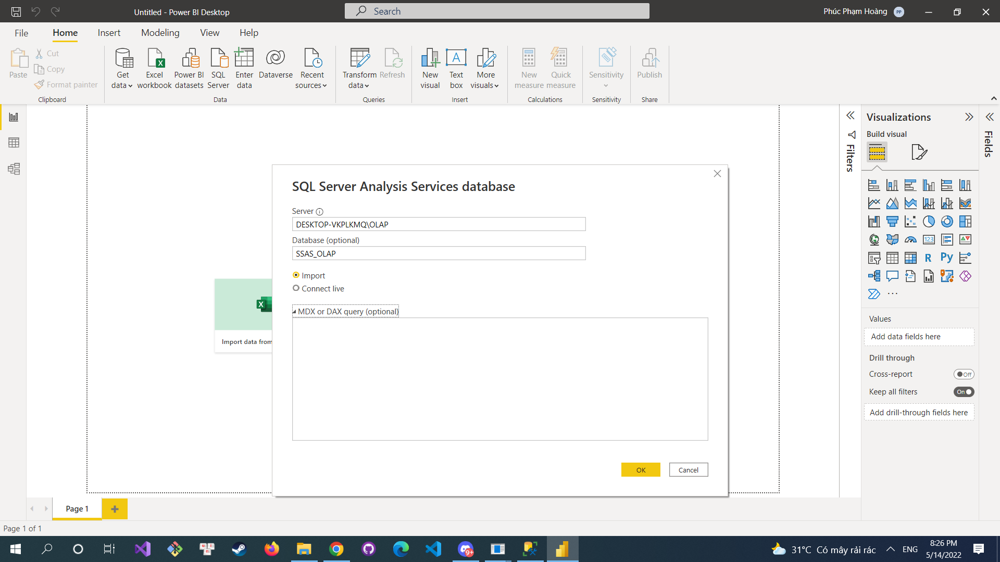 Untitled - Power BI Desktop
Search
Phúc Phạm Hoàng
PP
File
Home
Insert
Modeling
View
Help
Paste
Cut
Copy
Format painter
Clipboard
Get data
Excel workbook
Power BI datasets
SQL Server
Enter data
Dataverse
Recent sources
Data
Transform data
Refresh
Queries
New visual
Text box
More visuals
Insert
New measure
Quick measure
Calculations
Sensitivity
Sensitivity
Publish
Share
Filters
Visualizations
Build visual
Fields
123
R
Py
Values
Add data fields here
Drill through
Cross-report
Off
Keep all filters
On
Add drill-through fields here
Import data from
SQL Server Analysis Services database
Server
DESKTOP-VKPLKMQ\OLAP
Database (optional)
SSAS_OLAP
Import
Connect live
MDX or DAX query (optional)
OK
Cancel
Page 1
Page 1 of 1
9+
31°C Có mây rải rác
ENG
8:26 PM
5/14/2022